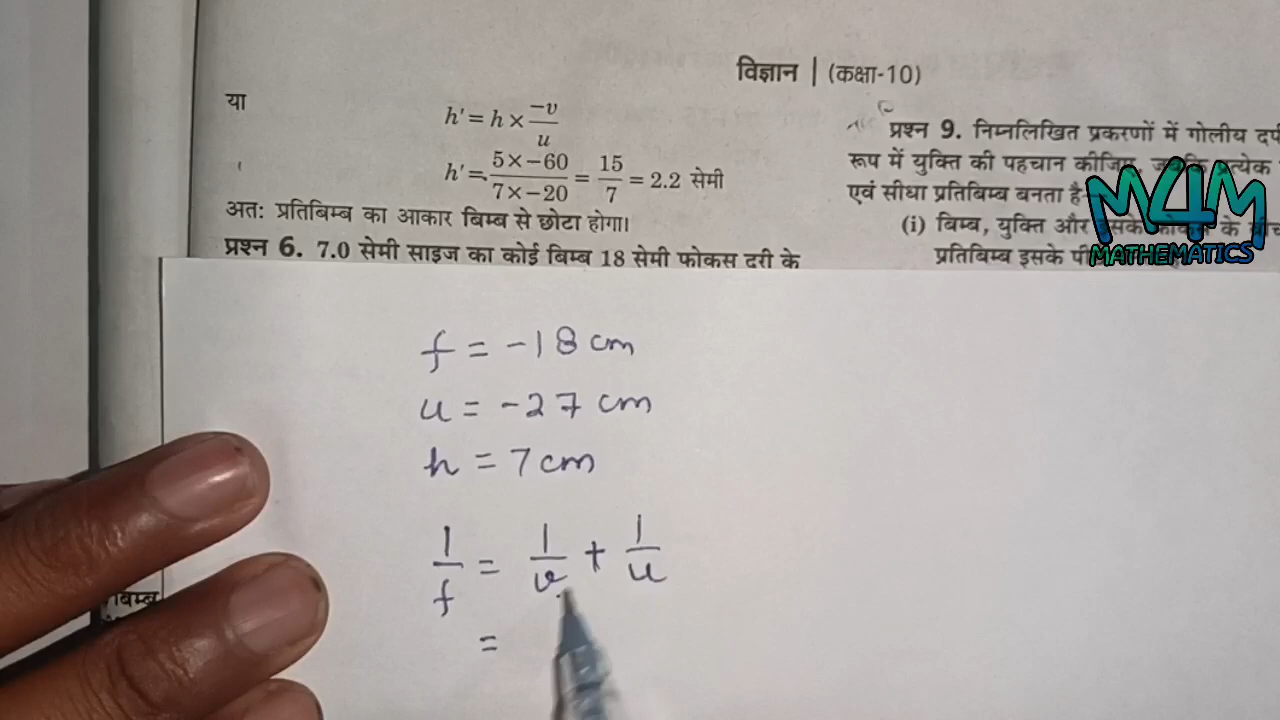 विज्ञान | (कक्षा-10)
या
h' = h × −v/u
h' = 5×−60/7×−20 = 15/7 = 2.2 सेमी
अतः प्रतिबिम्ब का आकार बिम्ब से छोटा होगा।
प्रश्न 6. 7.0 सेमी साइज का कोई बिम्ब 18 सेमी फोकस दूरी के
प्रश्न 9. निम्नलिखित प्रकरणों में गोलीय
रूप में युक्ति की पहचान कीजिए, प्रत्येक
एवं सीधा प्रतिबिम्ब बनता है
(i) बिम्ब, युक्ति और के
प्रतिबिम्ब इसके
M4M
MATHEMATICS
f = -18 cm
u = -27 cm
h = 7 cm
1/f = 1/v + 1/u
=
बिम्ब